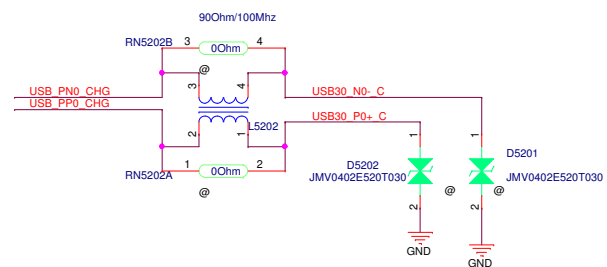 90Ohm/100Mhz
RN5202B 3 4
0Ohm
@
USB_PN0_CHG 3 4 USB30_N0-_C
USB_PP0_CHG L5202 USB30_P0+_C
2 1
1 2
0Ohm
RN5202A
@
1 1
D5202 D5201
JMV0402E520T030 JMV0402E520T030
@ @
2 2
GND GND